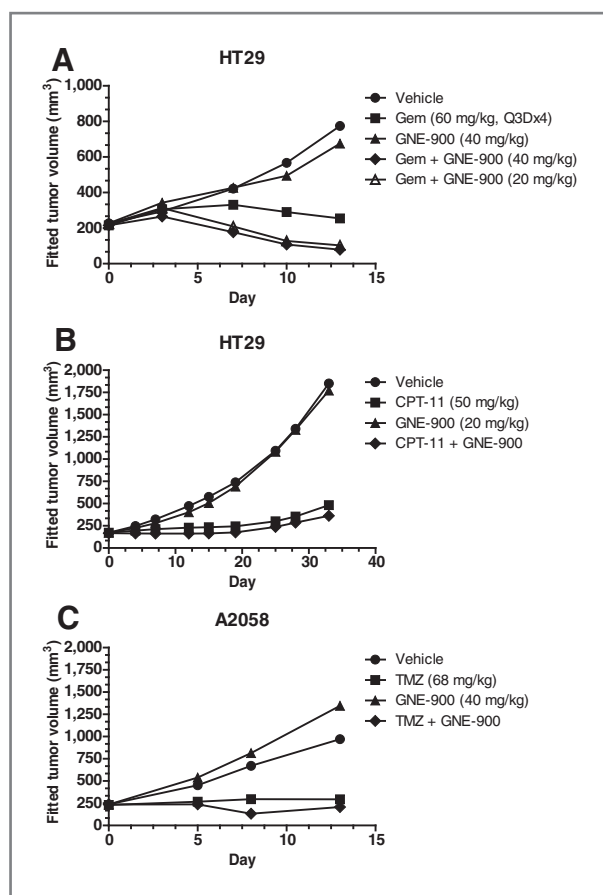 A
HT29
1,000
800
600
400
200
0
Fitted tumor volume (mm³)
0
5
10
15
Day
Vehicle
Gem (60 mg/kg, Q3Dx4)
GNE-900 (40 mg/kg)
Gem + GNE-900 (40 mg/kg)
Gem + GNE-900 (20 mg/kg)
B
HT29
2,000
1,750
1,500
1,250
1,000
750
500
250
0
Fitted tumor volume (mm³)
0
10
20
30
40
Day
Vehicle
CPT-11 (50 mg/kg)
GNE-900 (20 mg/kg)
CPT-11 + GNE-900
C
A2058
2,000
1,750
1,500
1,250
1,000
750
500
250
0
Fitted tumor volume (mm³)
0
5
10
15
Day
Vehicle
TMZ (68 mg/kg)
GNE-900 (40 mg/kg)
TMZ + GNE-900